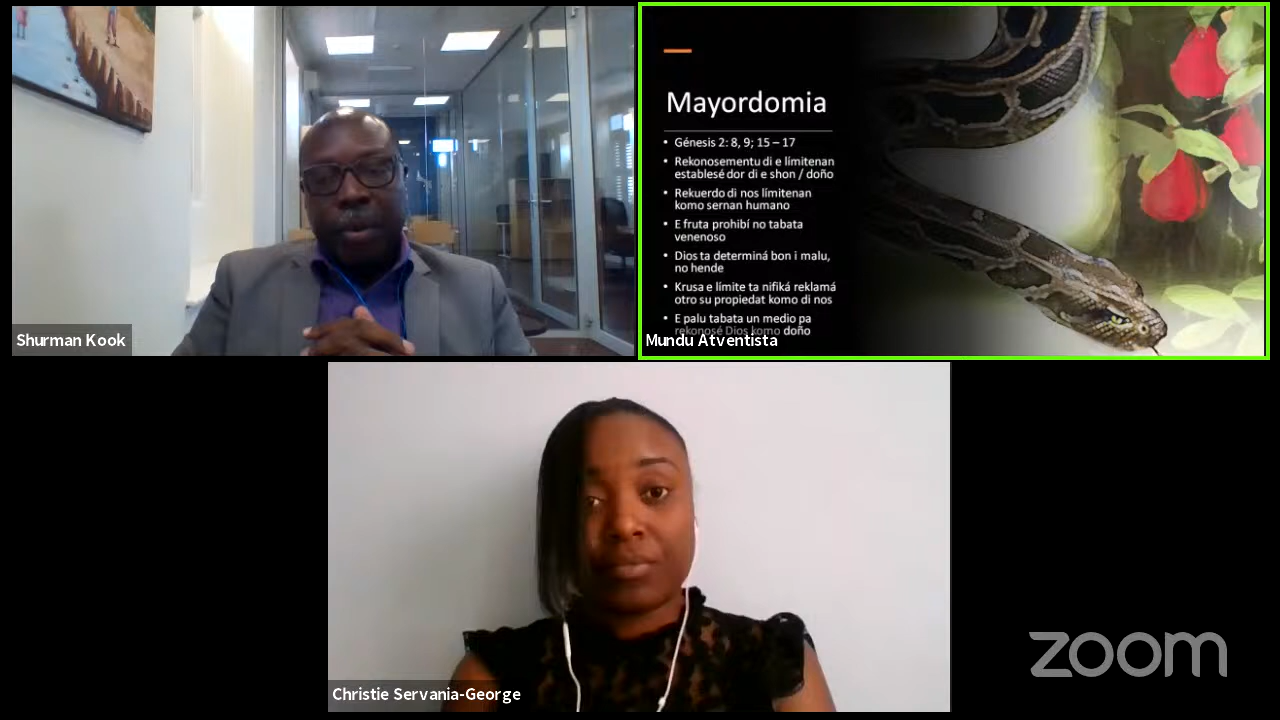 Mayordomia
• Génesis 2: 8, 9; 15 – 17
• Rekonosementu di e límitenan
establesé dor di e shon / doño
• Rekuerdo di nos límitenan
komo sernan humano
• E fruta prohibí no tabata
venenoso
• Dios ta determiná bon i malu,
no hende
• Krusa e límite ta nifiká reklamá
otro su propiedat komo di nos
• E palu tabata un medio pa
rekonosé Dios komo doño
Shurman Kook
Mundu Atventista
Christie Servania-George
zoom